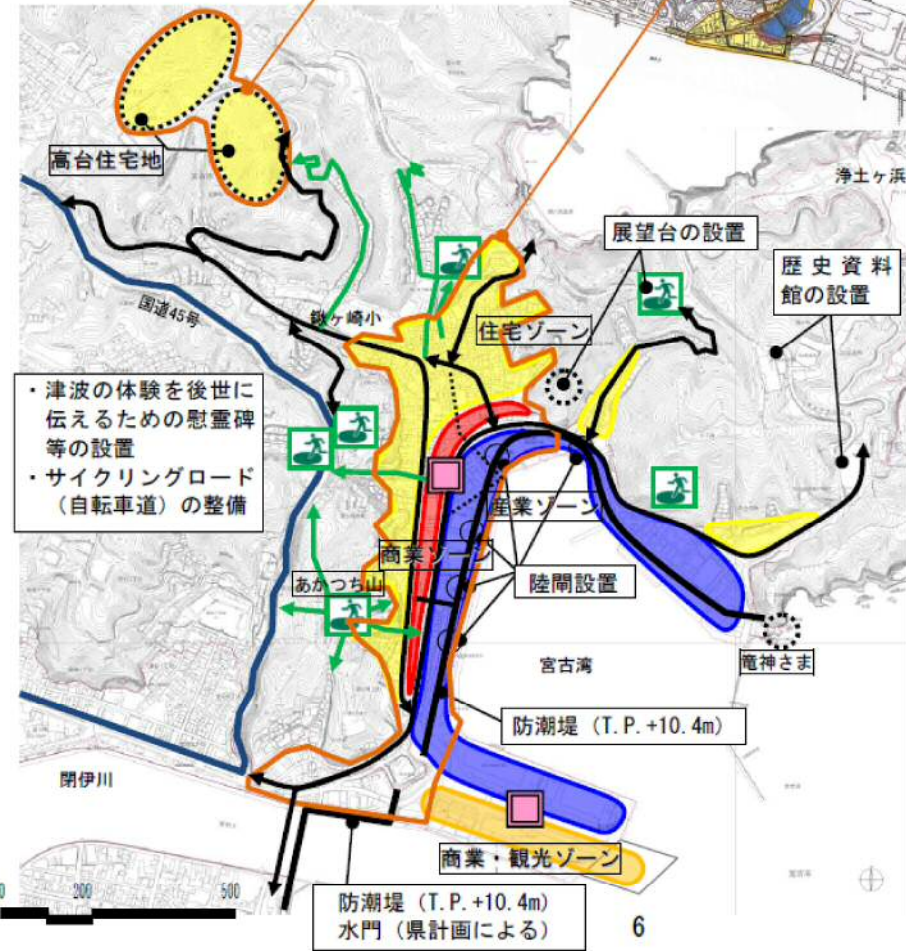 高台住宅地
浄土ヶ浜
展望台の設置
歴史資料
館の設置
国道45号
鍬ヶ崎小
住宅ゾーン
・津波の体験を後世に
伝えるための慰霊碑
等の設置
・サイクリングロード
（自転車道）の整備
産業ゾーン
商業ゾーン
陸閘設置
あかつち山
宮古湾
竜神さま
防潮堤（T.P.+10.4m）
閉伊川
商業・観光ゾーン
0 200 500
防潮堤（T.P.+10.4m）
水門（県計画による）
6